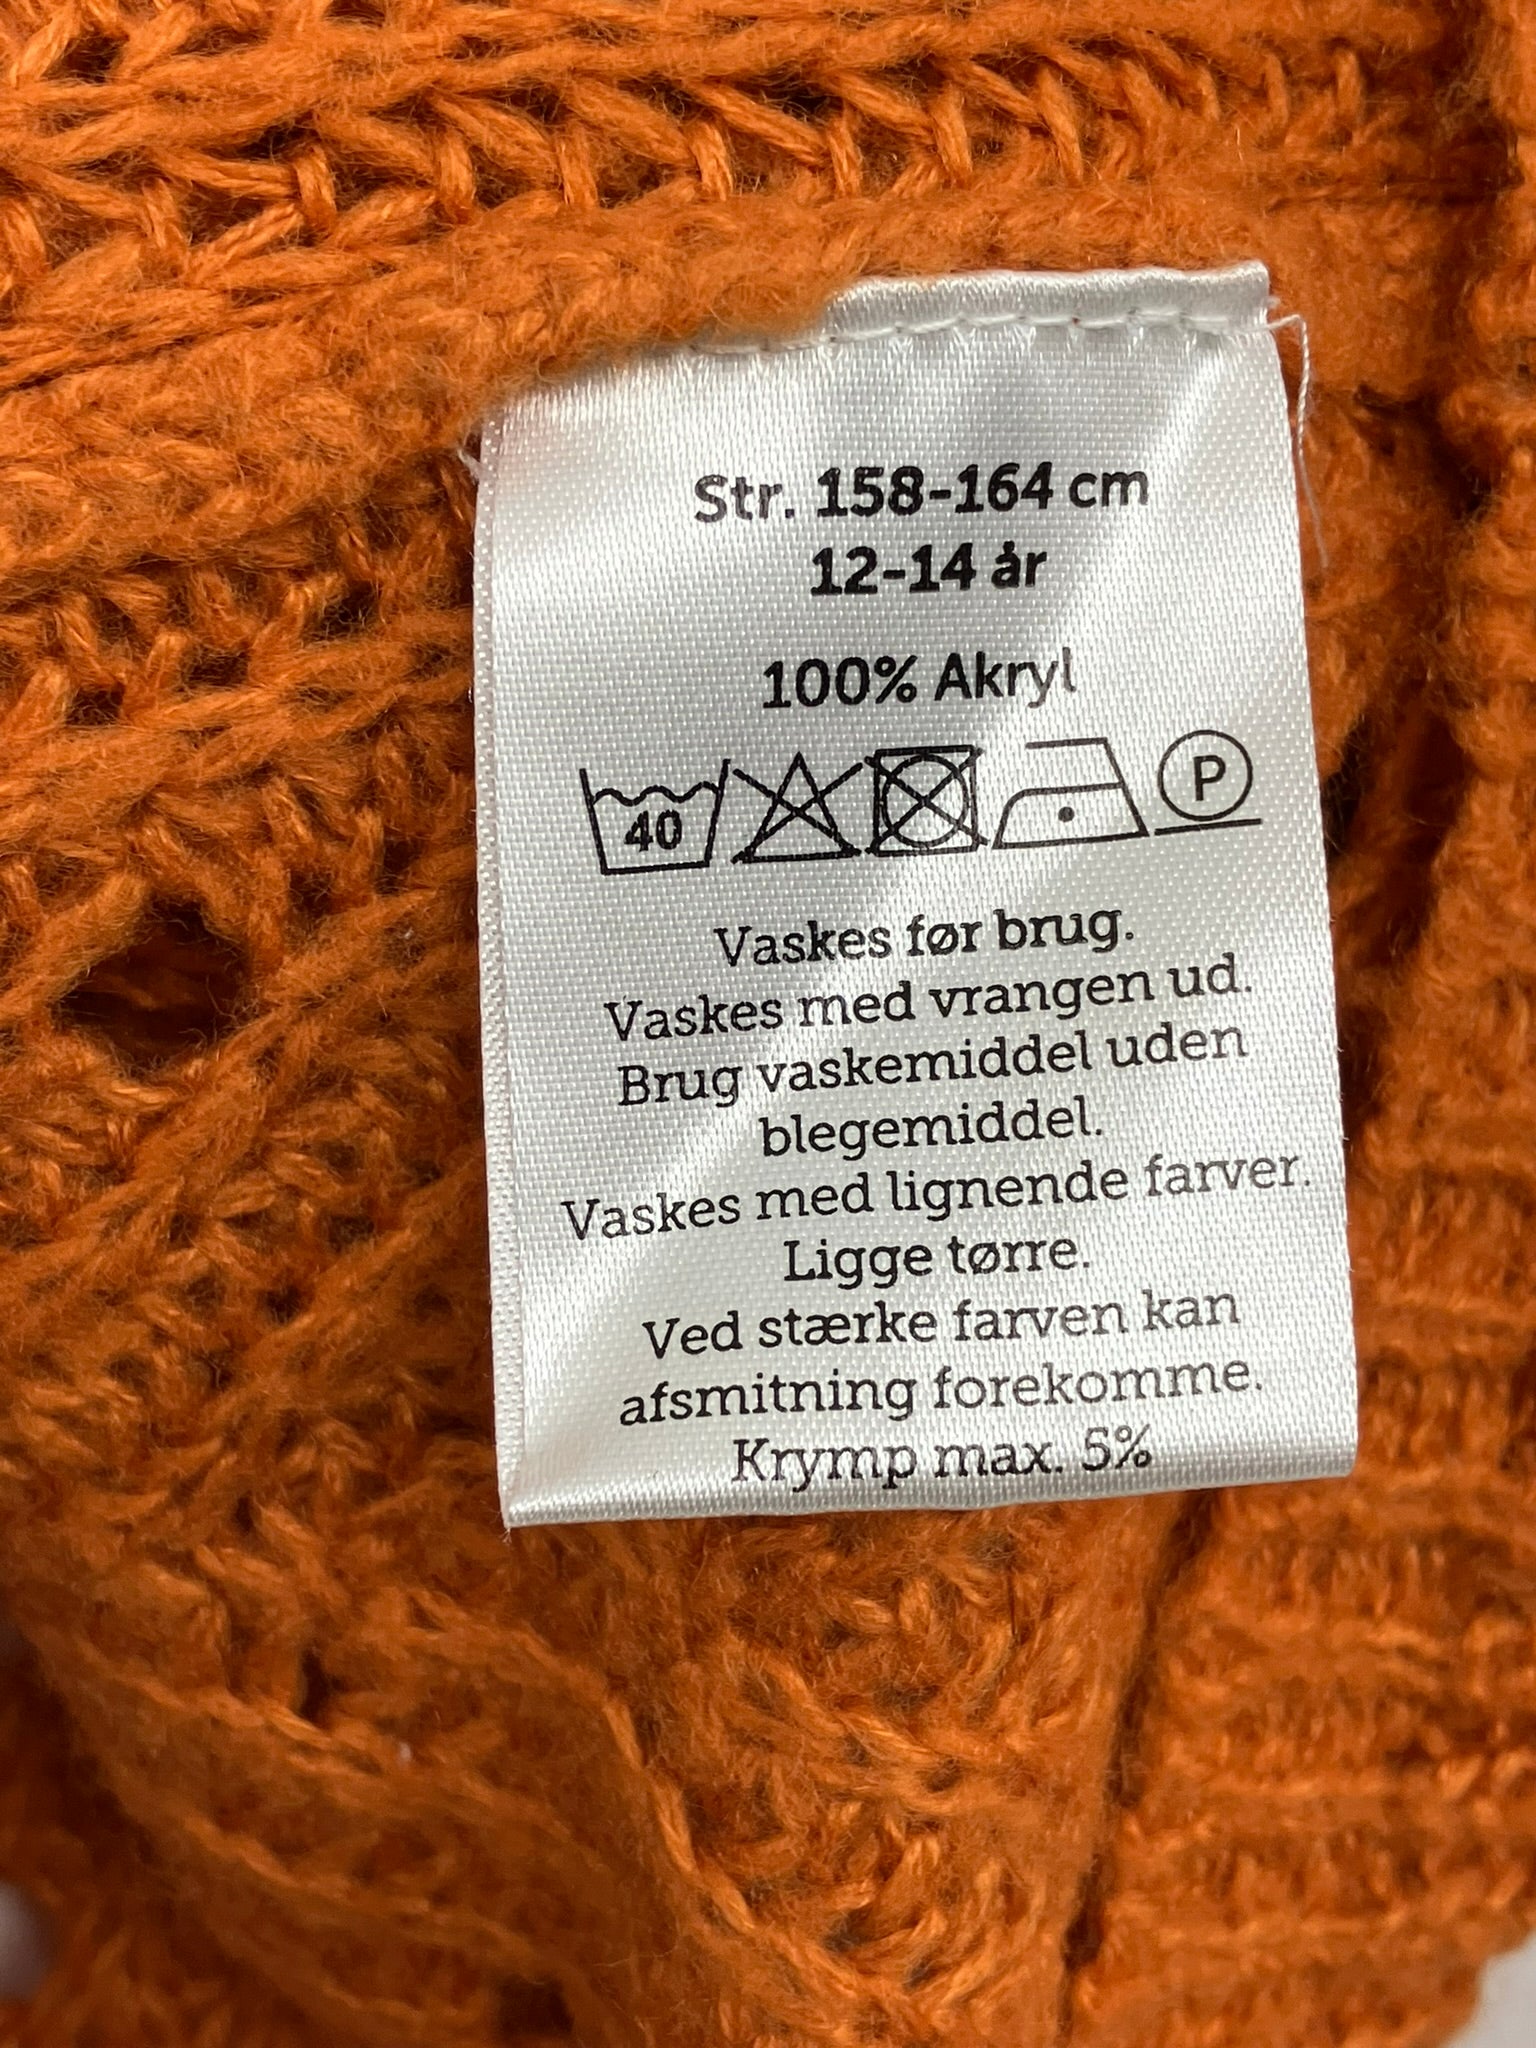 Str. 158-164 cm
12-14 år
100% Akryl
40 P
Vaskes før brug.
Vaskes med vrangen ud.
Brug vaskemiddel uden
blegemiddel.
Vaskes med lignende farver.
Ligge tørre.
Ved stærke farven kan
afsmitning forekomme.
Krymp max. 5%